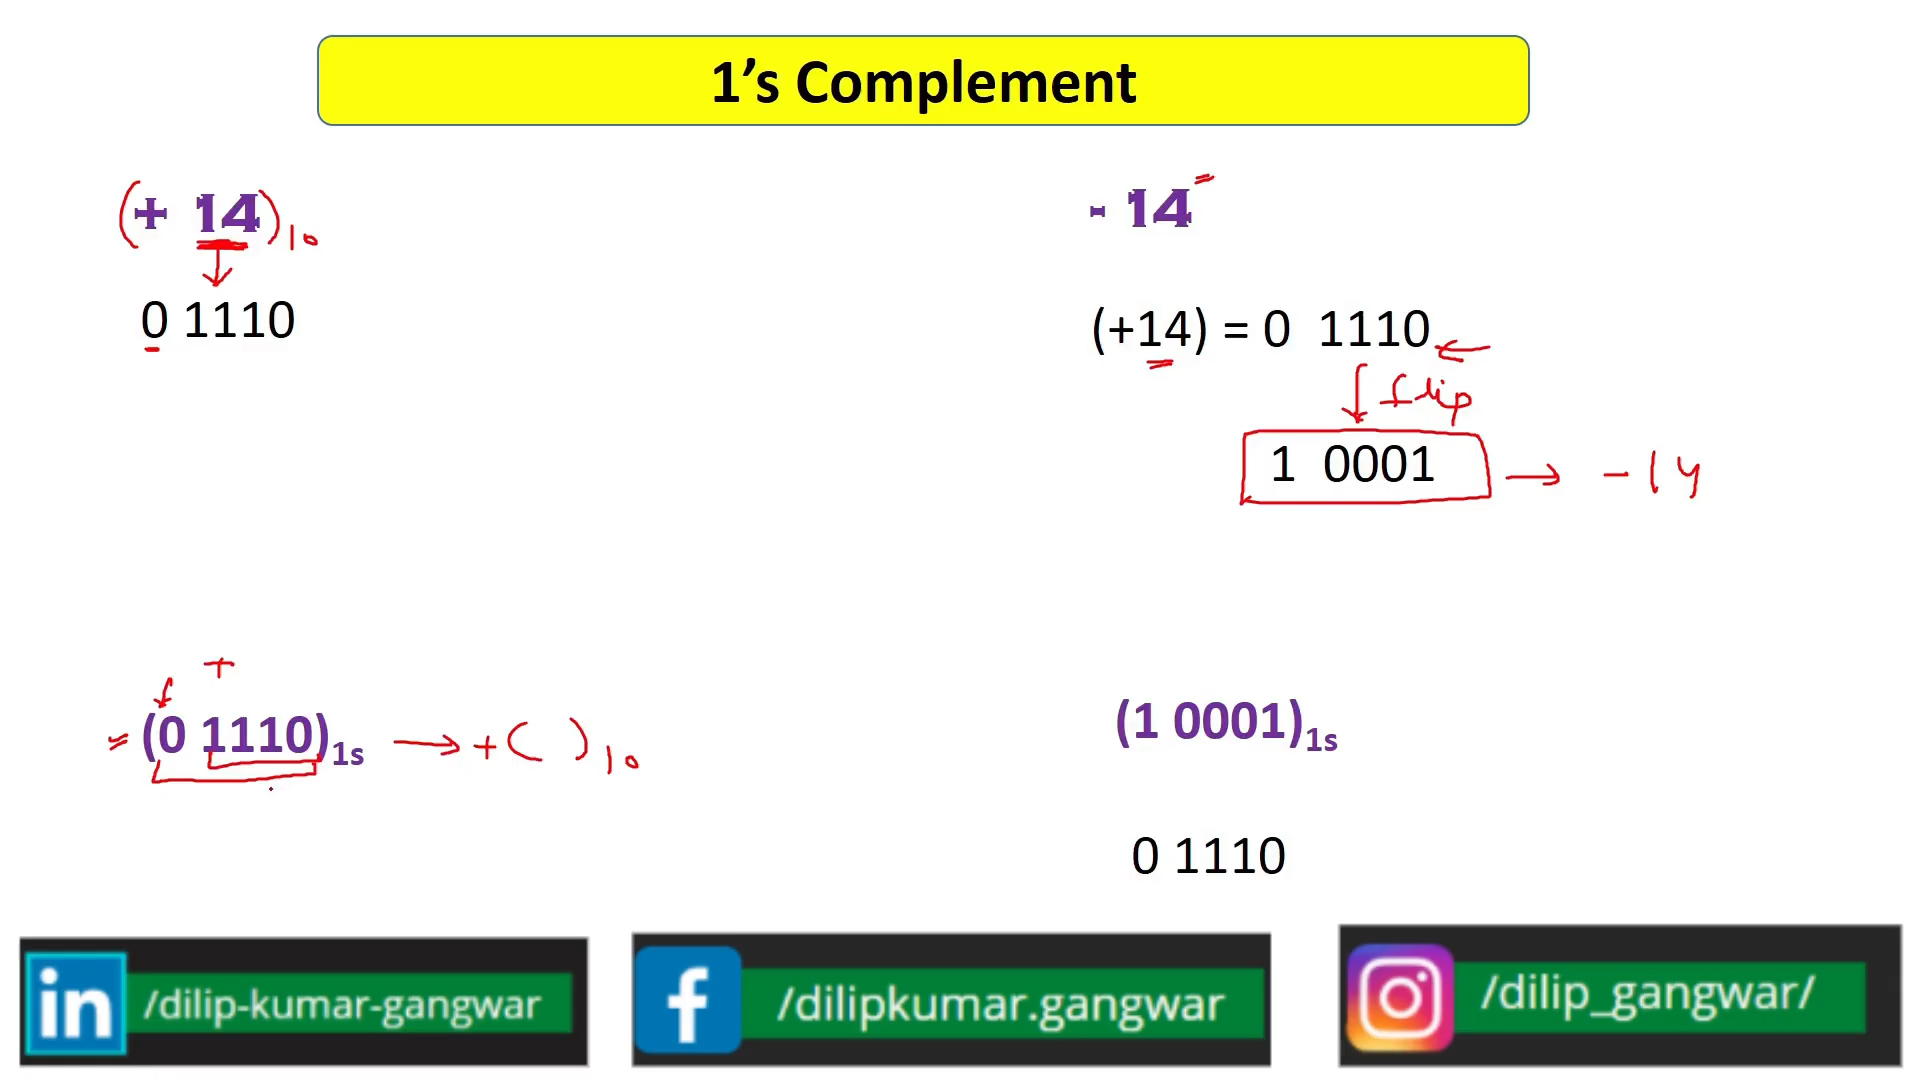 1's Complement
(+ 14)10
0 1110
- 14
(+14) = 0 1110
flip
1 0001 → - 14
+
= (0 1110)1s → + ( )10
(1 0001)1s
0 1110
in /dilip-kumar-gangwar
f /dilipkumar.gangwar
/dilip_gangwar/